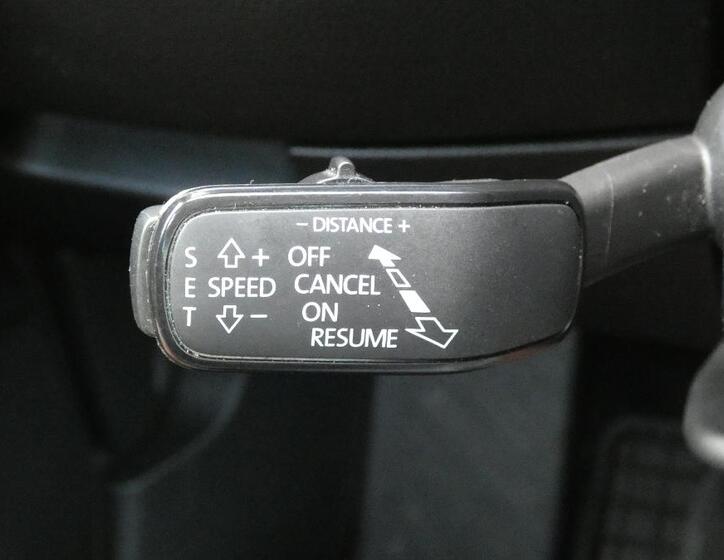 − DISTANCE +
S + OFF
E SPEED CANCEL
T − ON
RESUME